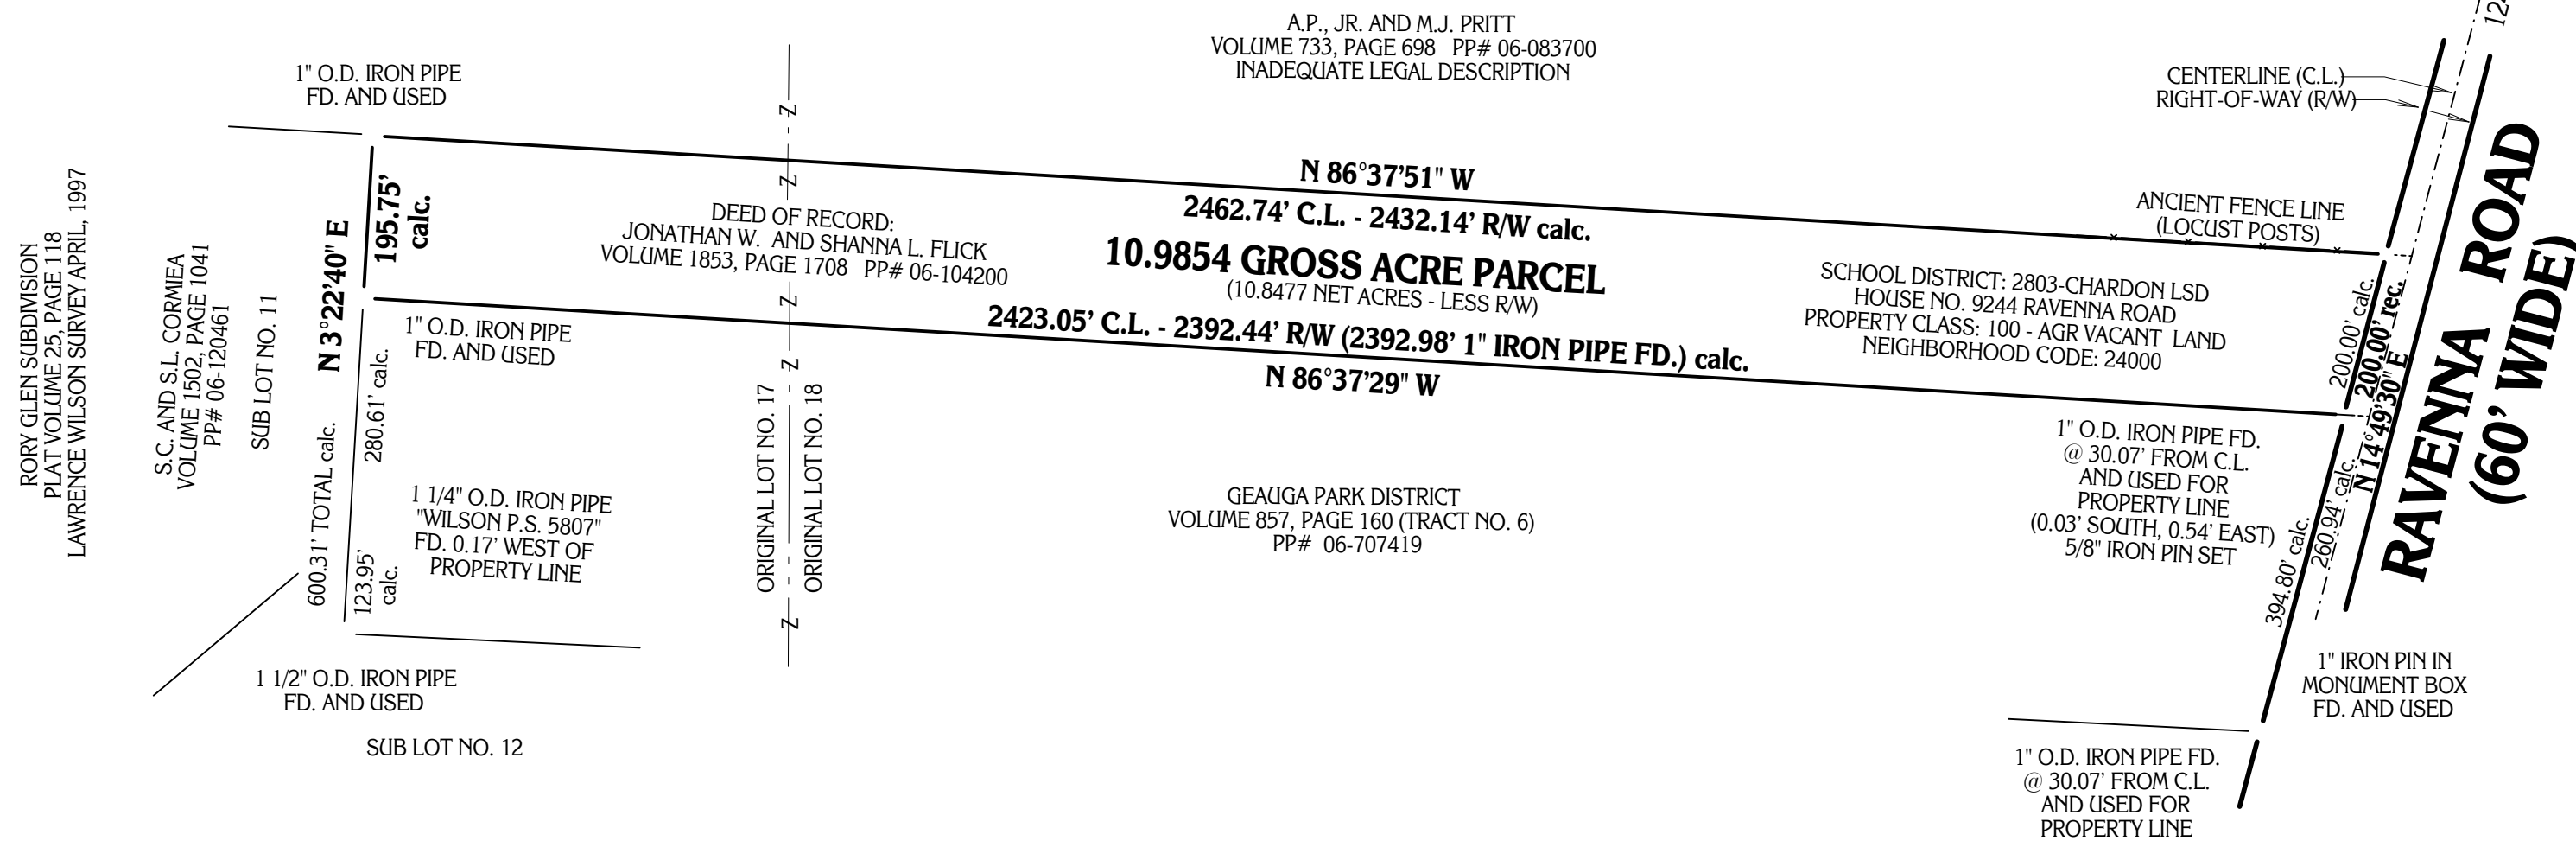 A.P., JR. AND M.J. PRITT
VOLUME 733, PAGE 698 PP# 06-083700
INADEQUATE LEGAL DESCRIPTION
1" O.D. IRON PIPE
FD. AND USED
CENTERLINE (C.L.)
RIGHT-OF-WAY (R/W)
RORY GLEN SUBDIVISION
PLAT VOLUME 25, PAGE 118
LAWRENCE WILSON SURVEY APRIL, 1997
S.C. AND S.L. CORMIEA
VOLUME 1502, PAGE 1041
PP# 06-120461
SUB LOT NO. 11
N 3°22'40" E
195.75'
calc.
Z
Z
Z
Z
Z
DEED OF RECORD:
JONATHAN W. AND SHANNA L. FLICK
VOLUME 1853, PAGE 1708 PP# 06-104200
N 86°37'51" W
2462.74' C.L. - 2432.14' R/W calc.
10.9854 GROSS ACRE PARCEL
(10.8477 NET ACRES - LESS R/W)
2423.05' C.L. - 2392.44' R/W (2392.98' 1" IRON PIPE FD.) calc.
N 86°37'29" W
ANCIENT FENCE LINE
(LOCUST POSTS)
SCHOOL DISTRICT: 2803-CHARDON LSD
HOUSE NO. 9244 RAVENNA ROAD
PROPERTY CLASS: 100 - AGR VACANT LAND
NEIGHBORHOOD CODE: 24000
200.00' calc.
200.00' rec.
N 14°49'30" E
RAVENNA ROAD
(60' WIDE)
1" O.D. IRON PIPE
FD. AND USED
600.31' TOTAL calc.
280.61' calc.
123.95'
calc.
1 1/4" O.D. IRON PIPE
"WILSON P.S. 5807"
FD. 0.17' WEST OF
PROPERTY LINE
ORIGINAL LOT NO. 17
ORIGINAL LOT NO. 18
GEAUGA PARK DISTRICT
VOLUME 857, PAGE 160 (TRACT NO. 6)
PP# 06-707419
1" O.D. IRON PIPE FD.
@ 30.07' FROM C.L.
AND USED FOR
PROPERTY LINE
(0.03' SOUTH, 0.54' EAST)
5/8" IRON PIN SET
394.80' calc.
260.94' calc.
1 1/2" O.D. IRON PIPE
FD. AND USED
SUB LOT NO. 12
1" IRON PIN IN
MONUMENT BOX
FD. AND USED
1" O.D. IRON PIPE FD.
@ 30.07' FROM C.L.
AND USED FOR
PROPERTY LINE